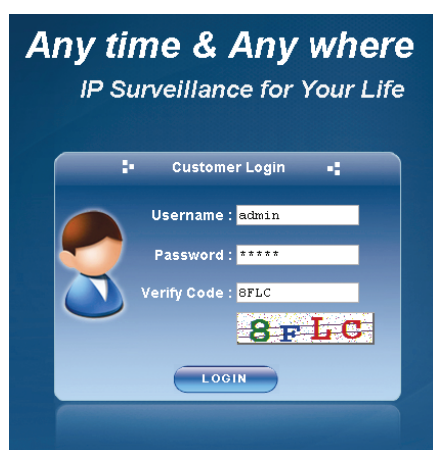 Any time & Any where
IP Surveillance for Your Life
Customer Login
Username : admin
Password : *****
Verify Code : 8FLC
8FLC
LOGIN